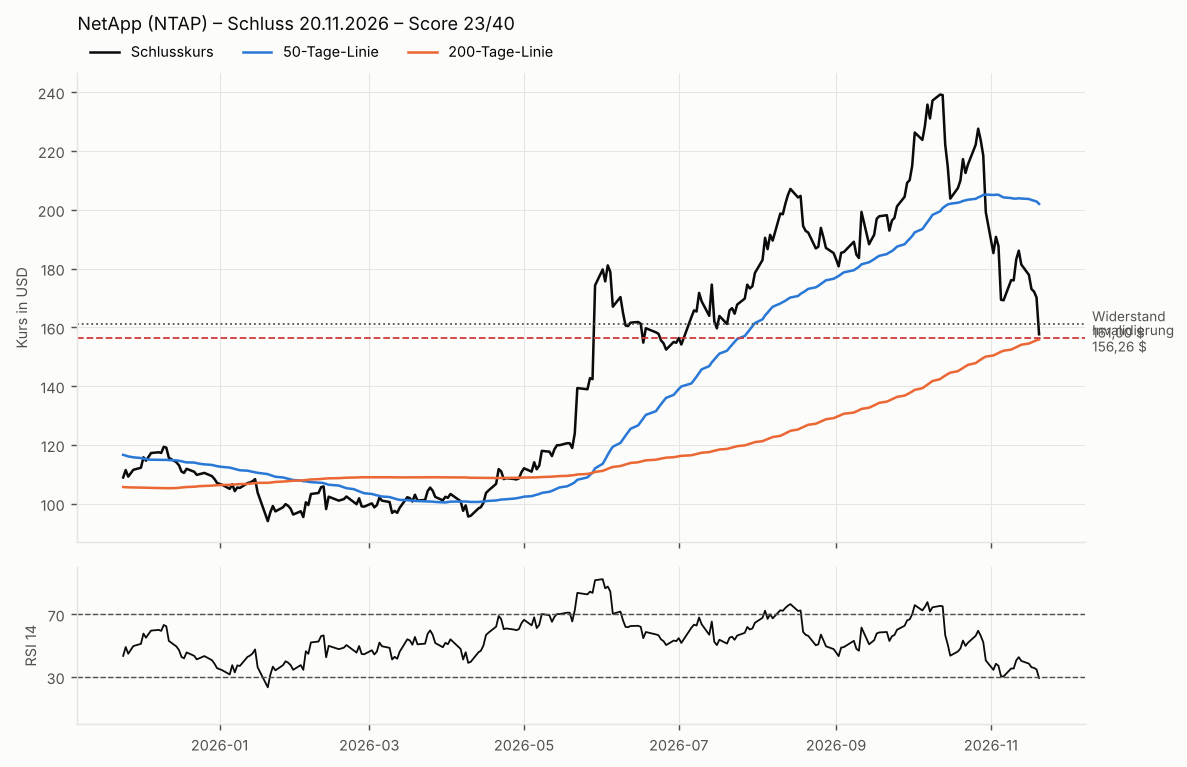 NetApp (NTAP) – Schluss 20.11.2026 – Score 23/40
Schlusskurs 50-Tage-Linie 200-Tage-Linie
Kurs in USD
240
220
200
180
160
140
120
100
Widerstand
Invalidierung
156,26 $
RSI 14
70
30
2026-01 2026-03 2026-05 2026-07 2026-09 2026-11